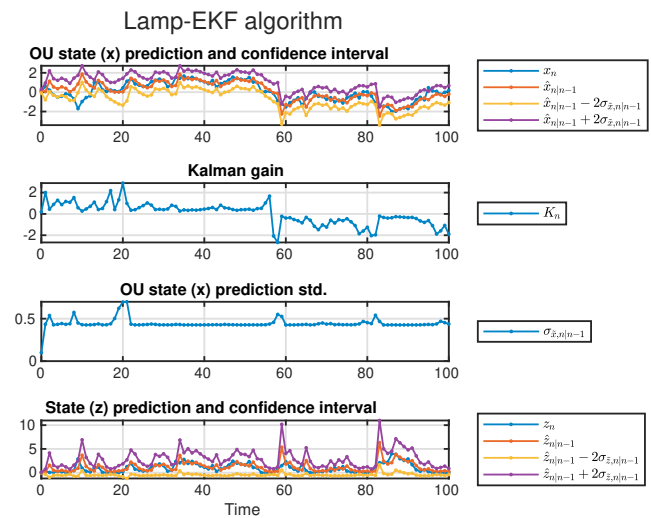 Lamp-EKF algorithm
OU state (x) prediction and confidence interval
2
0
-2
0 20 40 60 80 100
x_n
x̂_{n|n−1}
x̂_{n|n−1} − 2σ_{x̃,n|n−1}
x̂_{n|n−1} + 2σ_{x̃,n|n−1}
Kalman gain
2
0
-2
0 20 40 60 80 100
K_n
OU state (x) prediction std.
0.5
0
0 20 40 60 80 100
σ_{x̃,n|n−1}
State (z) prediction and confidence interval
10
5
0
0 20 40 60 80 100
Time
z_n
ẑ_{n|n−1}
ẑ_{n|n−1} − 2σ_{z̃,n|n−1}
ẑ_{n|n−1} + 2σ_{z̃,n|n−1}